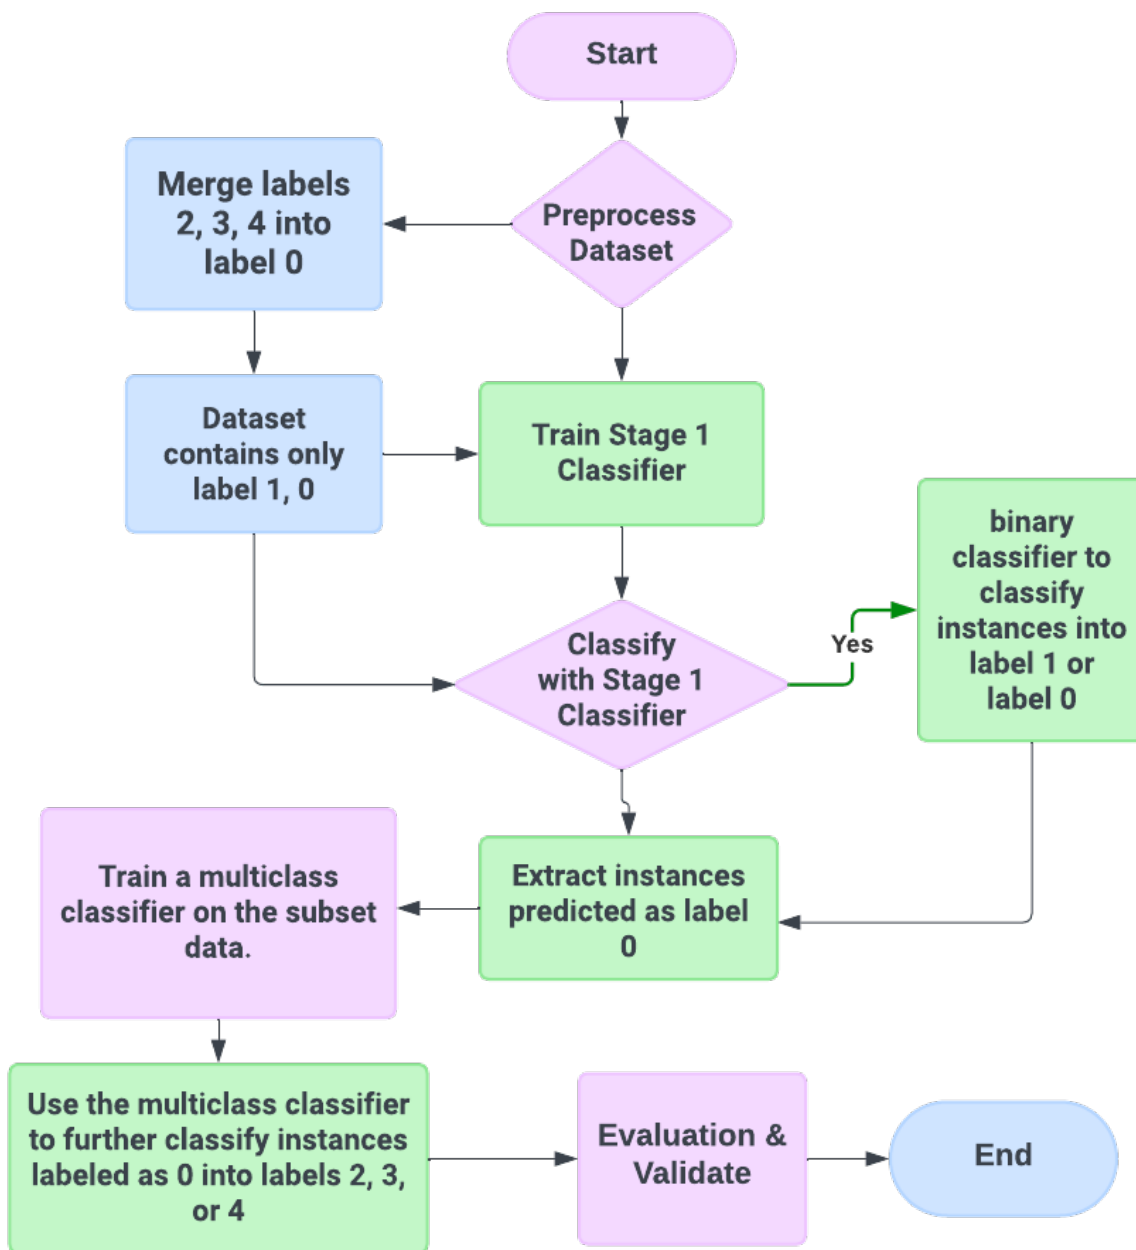 Start
Preprocess
Dataset
Merge labels
2, 3, 4 into
label 0
Dataset
contains only
label 1, 0
Train Stage 1
Classifier
Classify
with Stage 1
Classifier
Yes
binary
classifier to
classify
instances into
label 1 or
label 0
Extract instances
predicted as label
0
Train a multiclass
classifier on the subset
data.
Use the multiclass classifier
to further classify instances
labeled as 0 into labels 2, 3,
or 4
Evaluation &
Validate
End